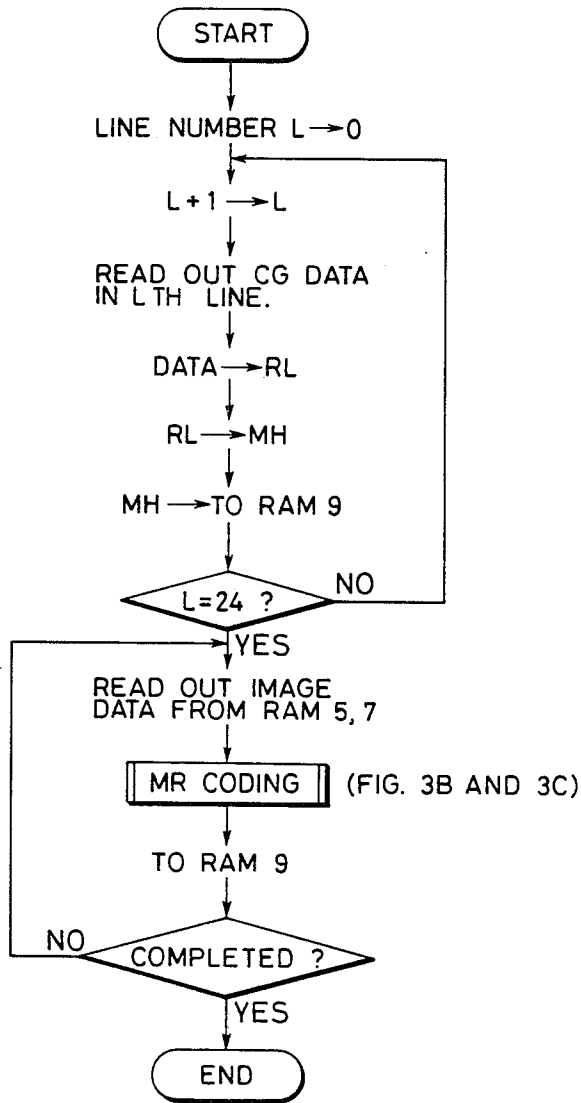 START
LINE NUMBER L→0
L+1→L
READ OUT CG DATA
IN L TH LINE.
DATA→RL
RL→MH
MH→TO RAM 9
L=24 ?
NO
YES
READ OUT IMAGE
DATA FROM RAM 5,7
MR CODING (FIG. 3B AND 3C)
TO RAM 9
NO
COMPLETED ?
YES
END